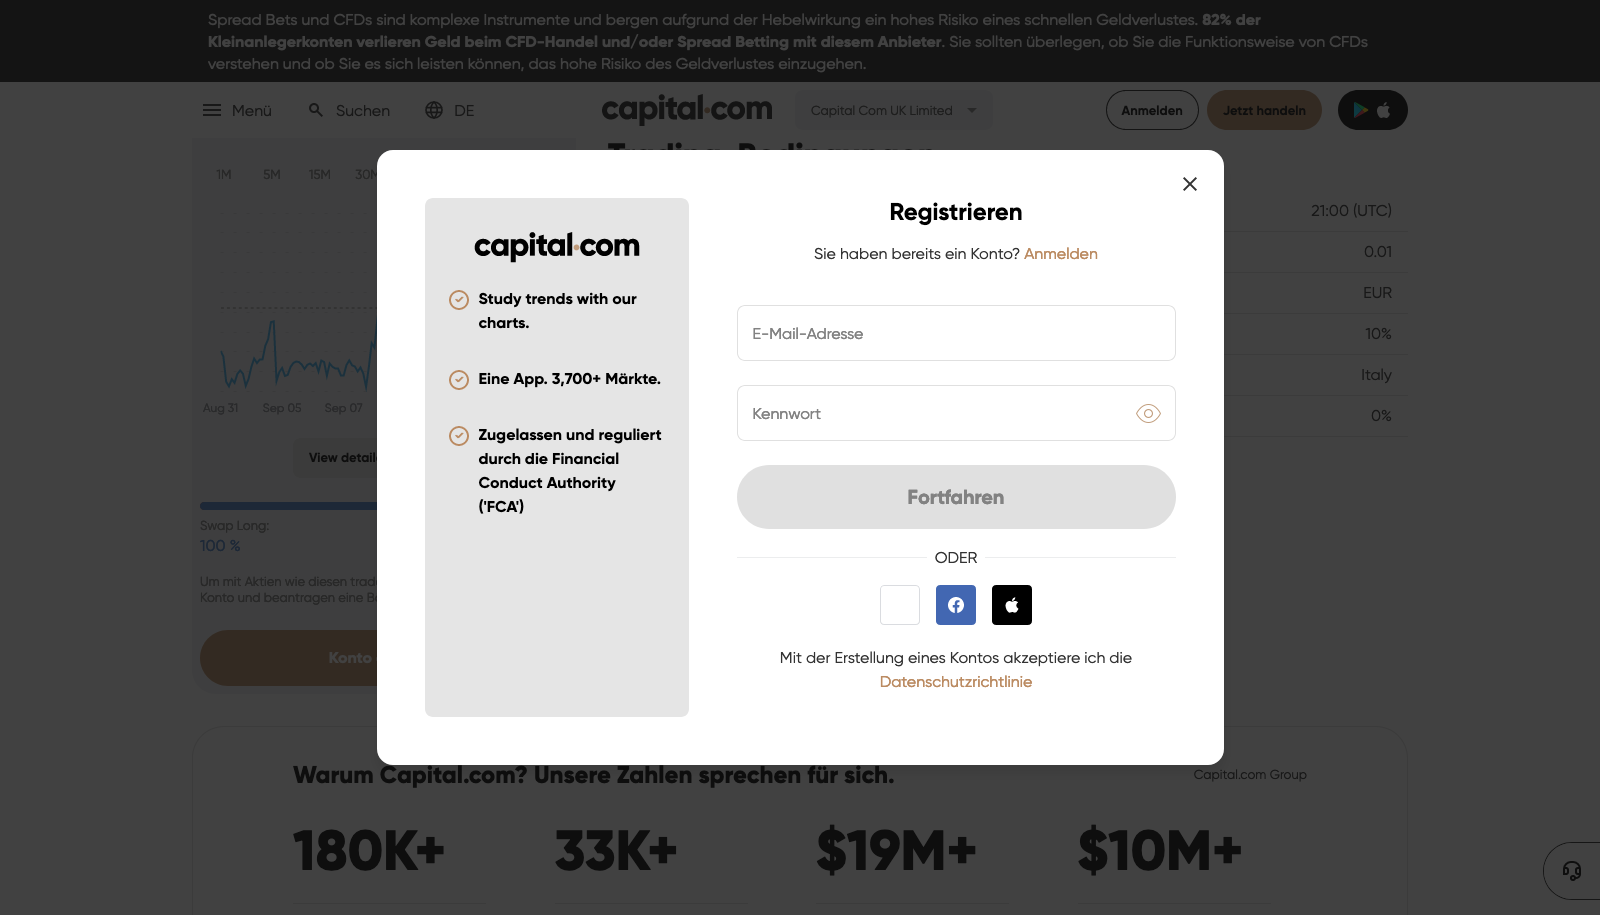 Spread Bets und CFDs sind komplexe Instrumente und bergen aufgrund der Hebelwirkung ein hohes Risiko eines schnellen Geldverlustes. 82% der
Kleinanlegerkonten verlieren Geld beim CFD-Handel und/oder Spread Betting mit diesem Anbieter. Sie sollten überlegen, ob Sie die Funktionsweise von CFDs
verstehen und ob Sie es sich leisten können, das hohe Risiko des Geldverlustes einzugehen.
Menü
Suchen
DE
capital.com
Capital Com UK Limited
Anmelden
Jetzt handeln
1M 5M 15M
Aug 31 Sep 05 Sep 07
Swap Long:
100 %
Um mit Aktien wie diesen
Konto und beantragen eine
Konto
21:00 (UTC)
0.01
EUR
10%
Italy
0%
capital.com
Study trends with our
charts.
Eine App. 3,700+ Märkte.
Zugelassen und reguliert
durch die Financial
Conduct Authority
('FCA')
Registrieren
Sie haben bereits ein Konto? Anmelden
E-Mail-Adresse
Kennwort
Fortfahren
ODER
Mit der Erstellung eines Kontos akzeptiere ich die
Datenschutzrichtlinie
Warum Capital.com? Unsere Zahlen sprechen für sich.
Capital.com Group
180K+ 33K+ $19M+ $10M+